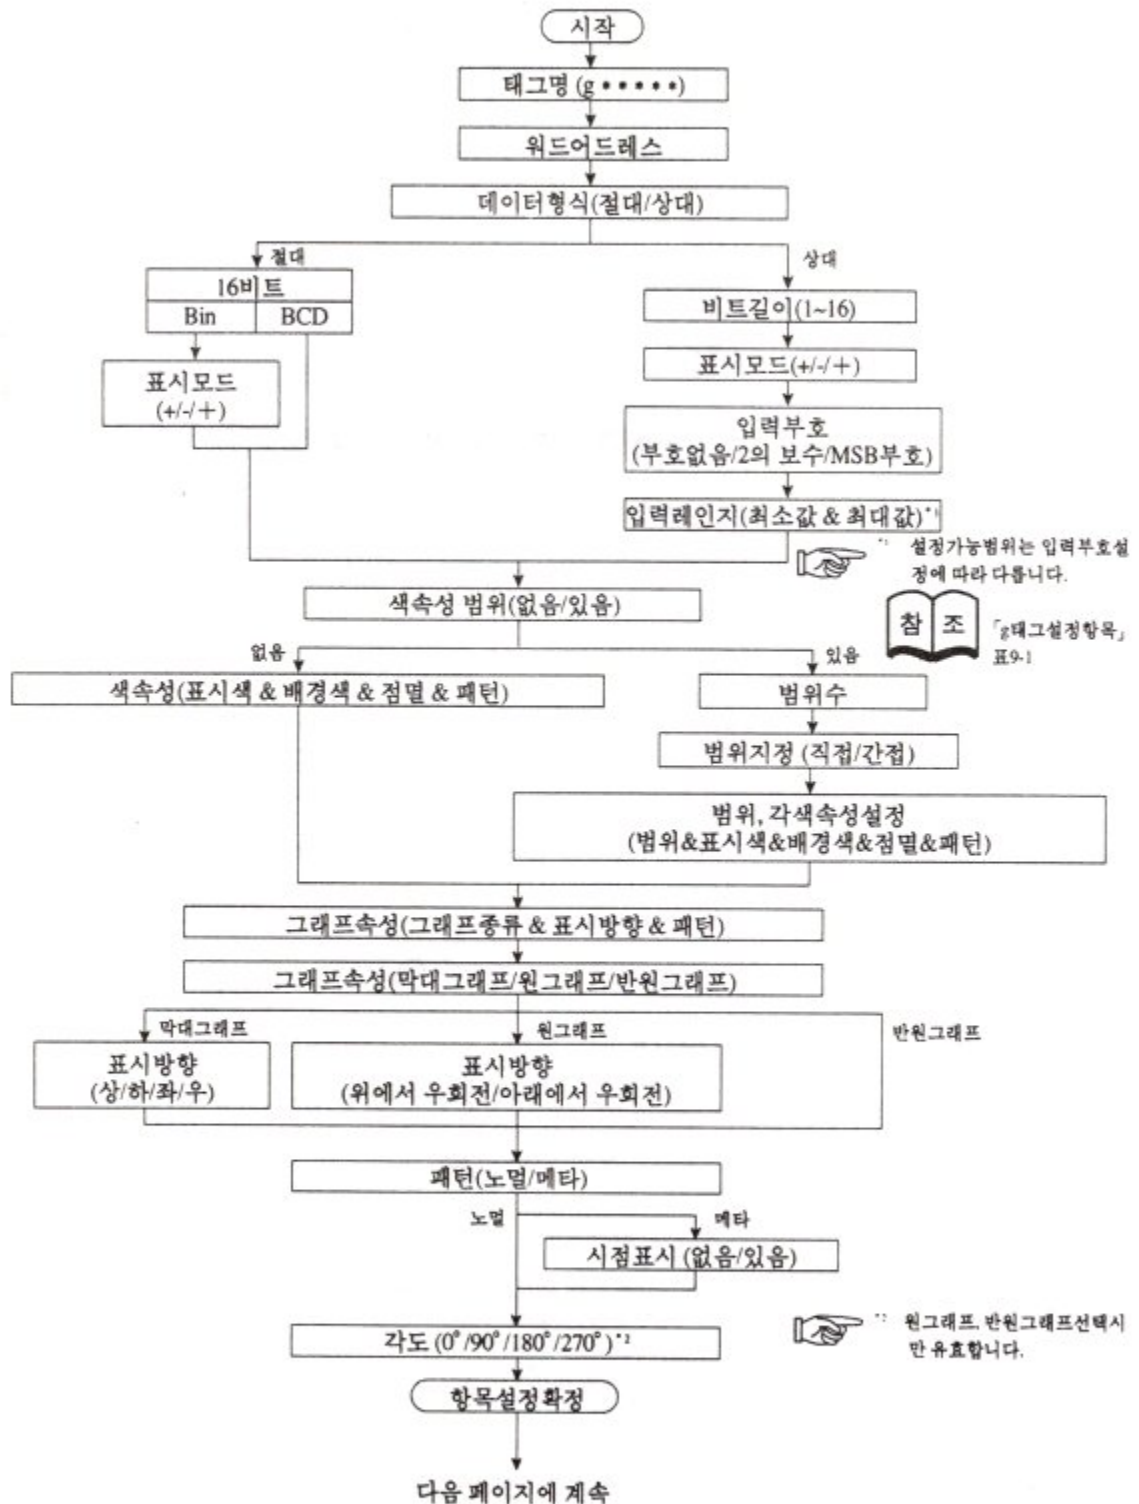 시작
태그명 (g•••••)
워드어드레스
데이터형식(절대/상대)
절대
상대
16비트
Bin
BCD
표시모드
(+/-/+)
비트길이(1~16)
표시모드(+/-/+)
입력부호
(부호없음/2의 보수/MSB부호)
입력레인지(최소값 & 최대값)*1
*1 설정가능범위는 입력부호설
정에 따라 다릅니다.
참 조
「g태그설정항목」
표9-1
색속성 범위(없음/있음)
없음
있음
색속성(표시색 & 배경색 & 점멸 & 패턴)
범위수
범위지정 (직접/간접)
범위, 각색속성설정
(범위&표시색&배경색&점멸&패턴)
그래프속성(그래프종류 & 표시방향 & 패턴)
그래프속성(막대그래프/원그래프/반원그래프)
막대그래프
원그래프
반원그래프
표시방향
(상/하/좌/우)
표시방향
(위에서 우회전/아래에서 우회전)
패턴(노멀/메타)
노멀
메타
시점표시 (없음/있음)
각도 (0°/90°/180°/270°)*2
*2 원그래프, 반원그래프선택시
만 유효합니다.
항목설정확정
다음 페이지에 계속